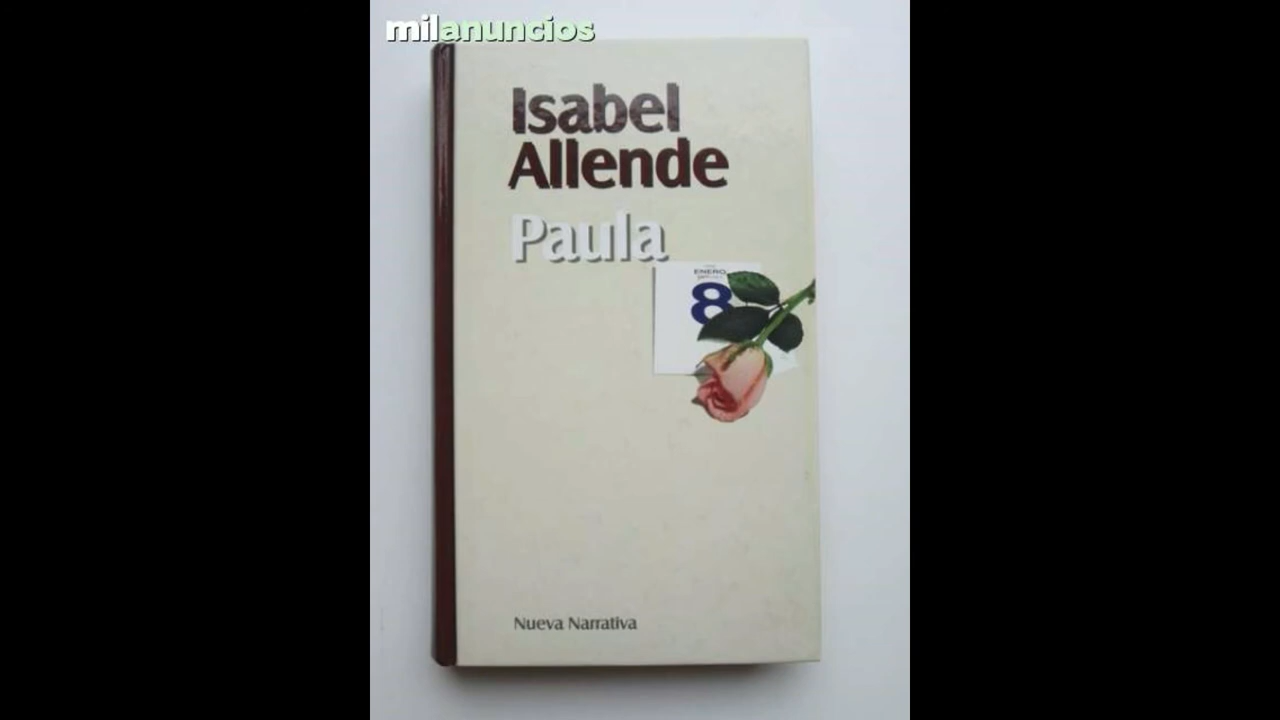 milanuncios
Isabel
Allende
Paula
ENERO
8
Nueva Narrativa